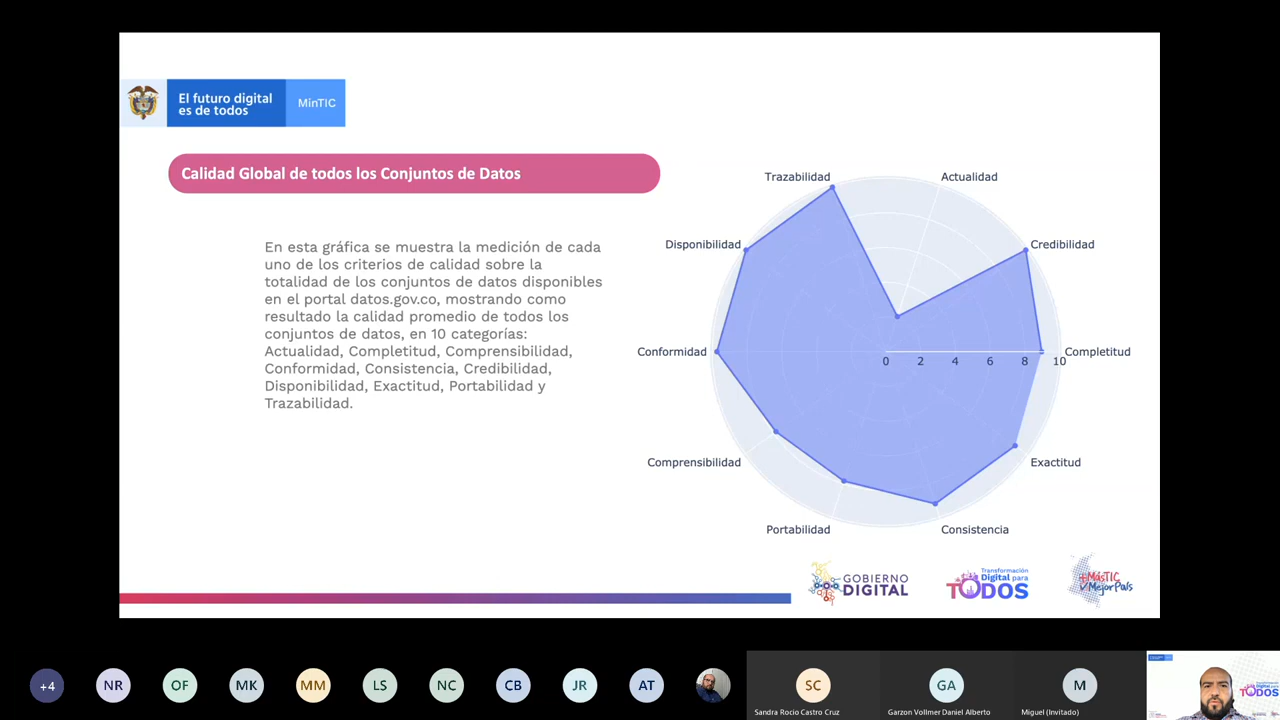 El futuro digital
es de todos
MinTIC
Calidad Global de todos los Conjuntos de Datos
En esta gráfica se muestra la medición de cada
uno de los criterios de calidad sobre la
totalidad de los conjuntos de datos disponibles
en el portal datos.gov.co, mostrando como
resultado la calidad promedio de todos los
conjuntos de datos, en 10 categorías:
Actualidad, Completitud, Comprensibilidad,
Conformidad, Consistencia, Credibilidad,
Disponibilidad, Exactitud, Portabilidad y
Trazabilidad.
Trazabilidad
Actualidad
Disponibilidad
Credibilidad
Conformidad
Completitud
0 2 4 6 8 10
Comprensibilidad
Exactitud
Portabilidad
Consistencia
GOBIERNO
DIGITAL
Transformación
Digital para
TODOS
+MásTIC
MejorPaís
+4
NR
OF
MK
MM
LS
NC
CB
JR
AT
SC
Sandra Rocio Castro Cruz
GA
Garzon Vollmer Daniel Alberto
M
Miguel (Invitado)
TODOS